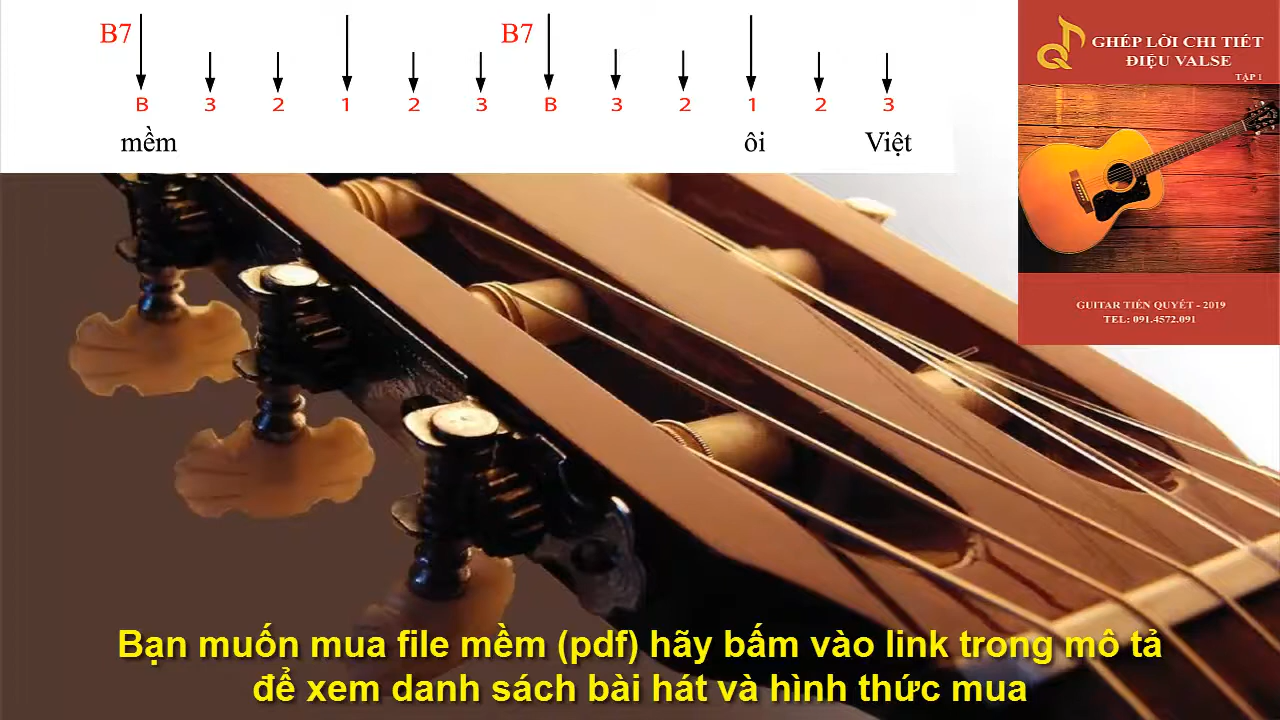 B7 B7
B 3 2 1 2 3 B 3 2 1 2 3
mềm ôi Việt
GHÉP LỜI CHI TIẾT
ĐIỆU VALSE
TẬP 1
GUITAR TIẾN QUYẾT - 2019
TEL: 091.4572.091
Bạn muốn mua file mềm (pdf) hãy bấm vào link trong mô tả
để xem danh sách bài hát và hình thức mua